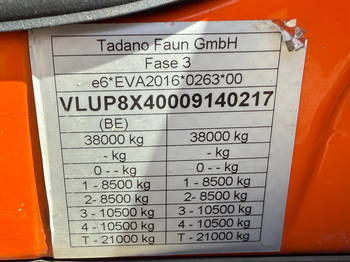 Tadano Faun GmbH
Fase 3
e6*EVA2016*0263*00
VLUP8X40009140217
(BE)
38000 kg 38000 kg
- kg - kg
0 -- kg 0 -- kg
1 - 8500 kg 1 - 8500 kg
2- 8500 kg 2- 8500 kg
3 - 10500 kg 3 - 10500 kg
4 - 10500 kg 4 - 10500 kg
T - 21000 kg T - 21000 kg